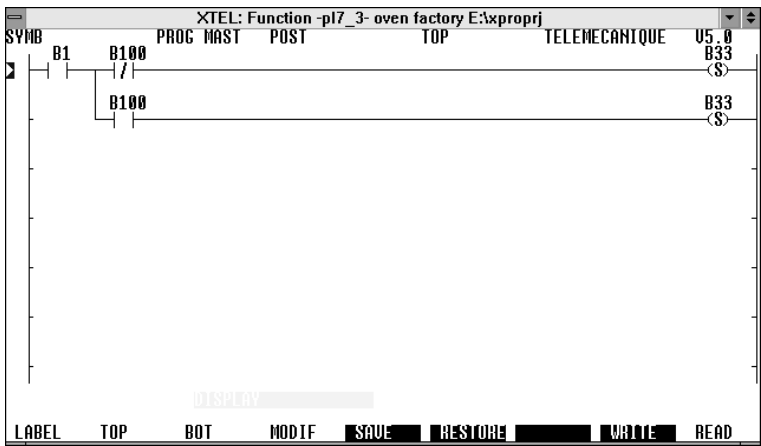 XTEL: Function -pl7_3- oven factory E:\xproprj
SYMB PROG MAST POST TOP TELEMECANIQUE V5.0
B1 B100 B33
S
B100 B33
S
DISPLAY
LABEL TOP BOT MODIF SAVE RESTORE WRITE READ